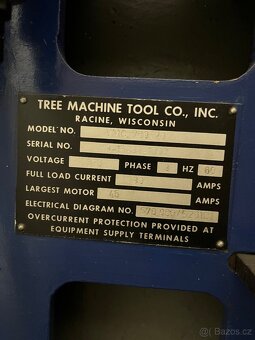 TREE MACHINE TOOL CO., INC.
RACINE, WISCONSIN
MODEL NO.
SERIAL NO.
VOLTAGE PHASE HZ 60
FULL LOAD CURRENT AMPS
LARGEST MOTOR AMPS
ELECTRICAL DIAGRAM NO.
OVERCURRENT PROTECTION PROVIDED AT
EQUIPMENT SUPPLY TERMINALS
Bazos.cz